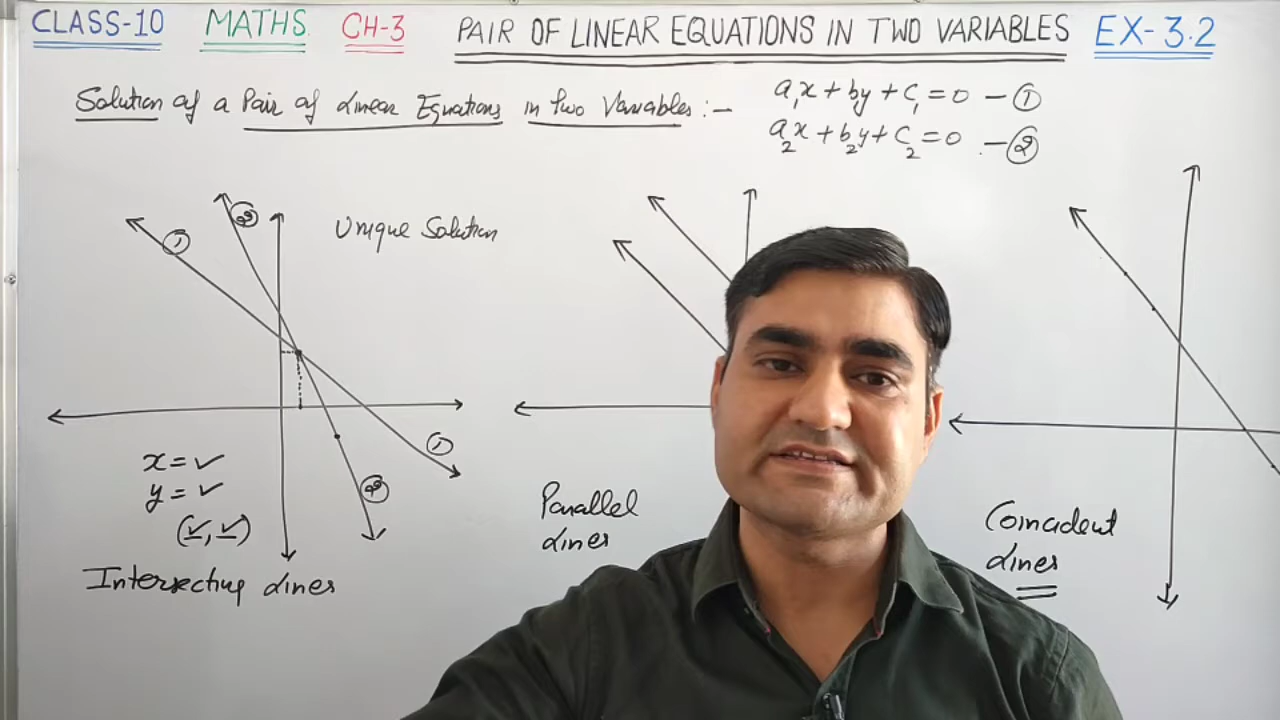 CLASS-10 MATHS. CH-3 PAIR OF LINEAR EQUATIONS IN TWO VARIABLES EX-3.2
Solution of a Pair of Linear Equations in two Variables :-
a₁x + by + c₁ = 0 - ①
a₂x + b₂y + c₂ = 0 - ②
②
①
Unique Solution
①
②
x = ✓
y = ✓
(✓, ✓)
Intersecting Lines
Parallel
Lines
Coincident
Lines